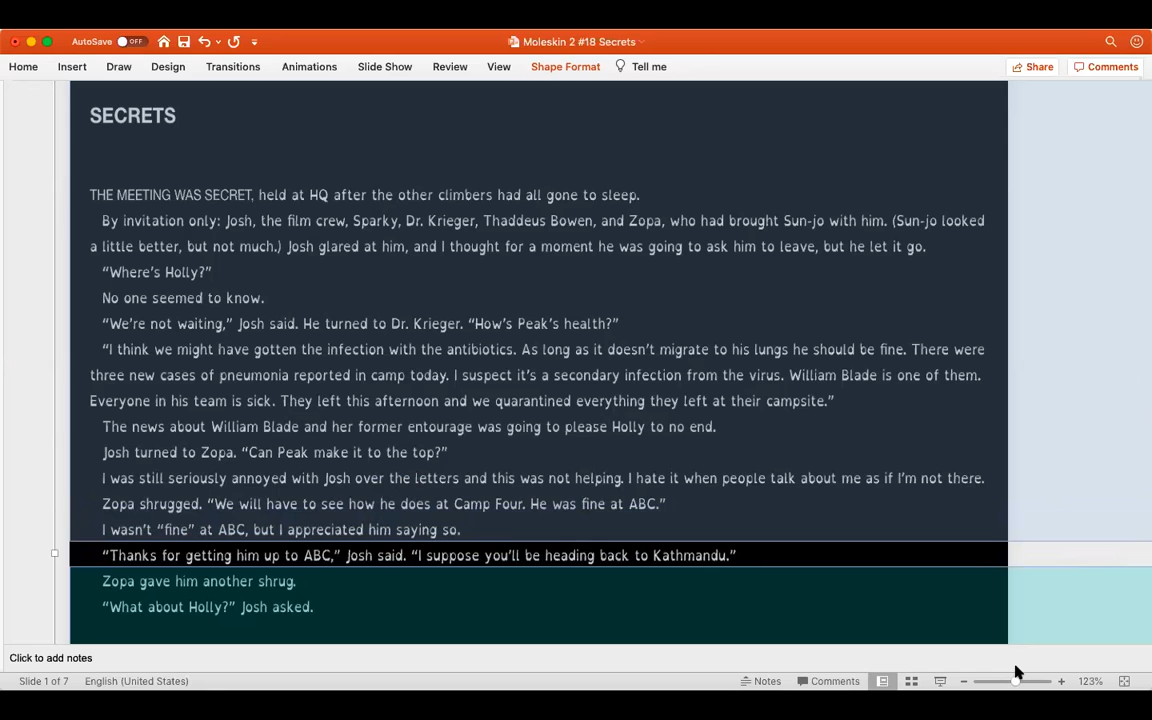 AutoSave OFF Moleskin 2 #18 Secrets
Home Insert Draw Design Transitions Animations Slide Show Review View Shape Format Tell me Share Comments
SECRETS
THE MEETING WAS SECRET, held at HQ after the other climbers had all gone to sleep.
By invitation only: Josh, the film crew, Sparky, Dr. Krieger, Thaddeus Bowen, and Zopa, who had brought Sun-jo with him. (Sun-jo looked
a little better, but not much.) Josh glared at him, and I thought for a moment he was going to ask him to leave, but he let it go.
“Where’s Holly?”
No one seemed to know.
“We’re not waiting,” Josh said. He turned to Dr. Krieger. “How’s Peak’s health?”
“I think we might have gotten the infection with the antibiotics. As long as it doesn’t migrate to his lungs he should be fine. There were
three new cases of pneumonia reported in camp today. I suspect it’s a secondary infection from the virus. William Blade is one of them.
Everyone in his team is sick. They left this afternoon and we quarantined everything they left at their campsite.”
The news about William Blade and her former entourage was going to please Holly to no end.
Josh turned to Zopa. “Can Peak make it to the top?”
I was still seriously annoyed with Josh over the letters and this was not helping. I hate it when people talk about me as if I’m not there.
Zopa shrugged. “We will have to see how he does at Camp Four. He was fine at ABC.”
I wasn’t “fine” at ABC, but I appreciated him saying so.
“Thanks for getting him up to ABC,” Josh said. “I suppose you’ll be heading back to Kathmandu.”
Zopa gave him another shrug.
“What about Holly?” Josh asked.
Click to add notes
Slide 1 of 7 English (United States) Notes Comments 123%